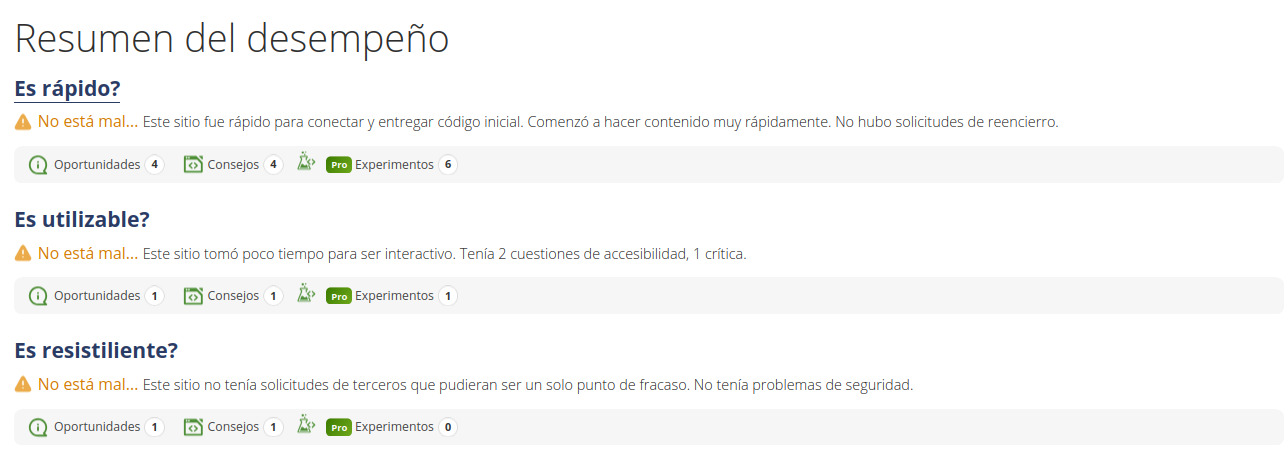 Resumen del desempeño
Es rápido?
No está mal... Este sitio fue rápido para conectar y entregar código inicial. Comenzó a hacer contenido muy rápidamente. No hubo solicitudes de reencierro.
Oportunidades 4 Consejos 4 Pro Experimentos 6
Es utilizable?
No está mal... Este sitio tomó poco tiempo para ser interactivo. Tenía 2 cuestiones de accesibilidad, 1 crítica.
Oportunidades 1 Consejos 1 Pro Experimentos 1
Es resistiliente?
No está mal... Este sitio no tenía solicitudes de terceros que pudieran ser un solo punto de fracaso. No tenía problemas de seguridad.
Oportunidades 1 Consejos 1 Pro Experimentos 0